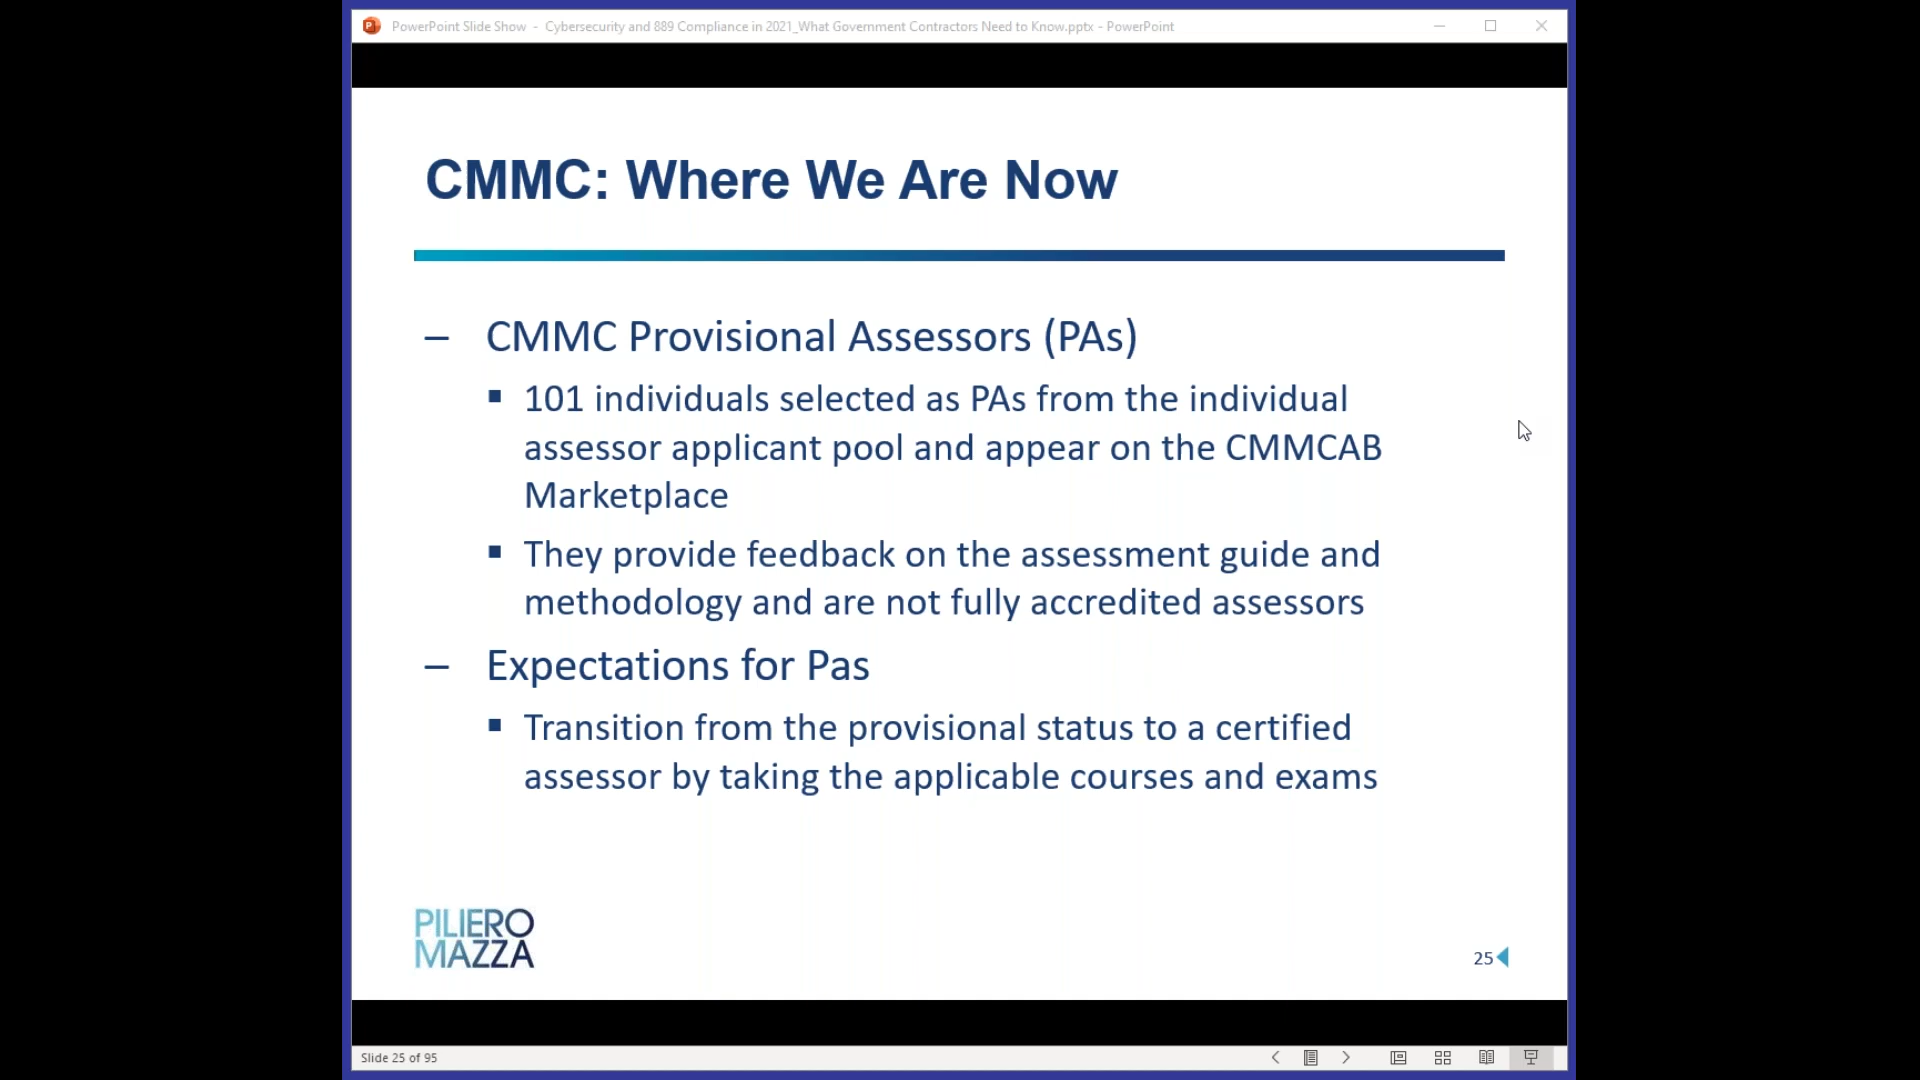 PowerPoint Slide Show - Cybersecurity and 889 Compliance in 2021_What Government Contractors Need to Know.pptx - PowerPoint
CMMC: Where We Are Now
– CMMC Provisional Assessors (PAs)
▪ 101 individuals selected as PAs from the individual
assessor applicant pool and appear on the CMMCAB
Marketplace
▪ They provide feedback on the assessment guide and
methodology and are not fully accredited assessors
– Expectations for Pas
▪ Transition from the provisional status to a certified
assessor by taking the applicable courses and exams
PILIERO
MAZZA
25
Slide 25 of 95